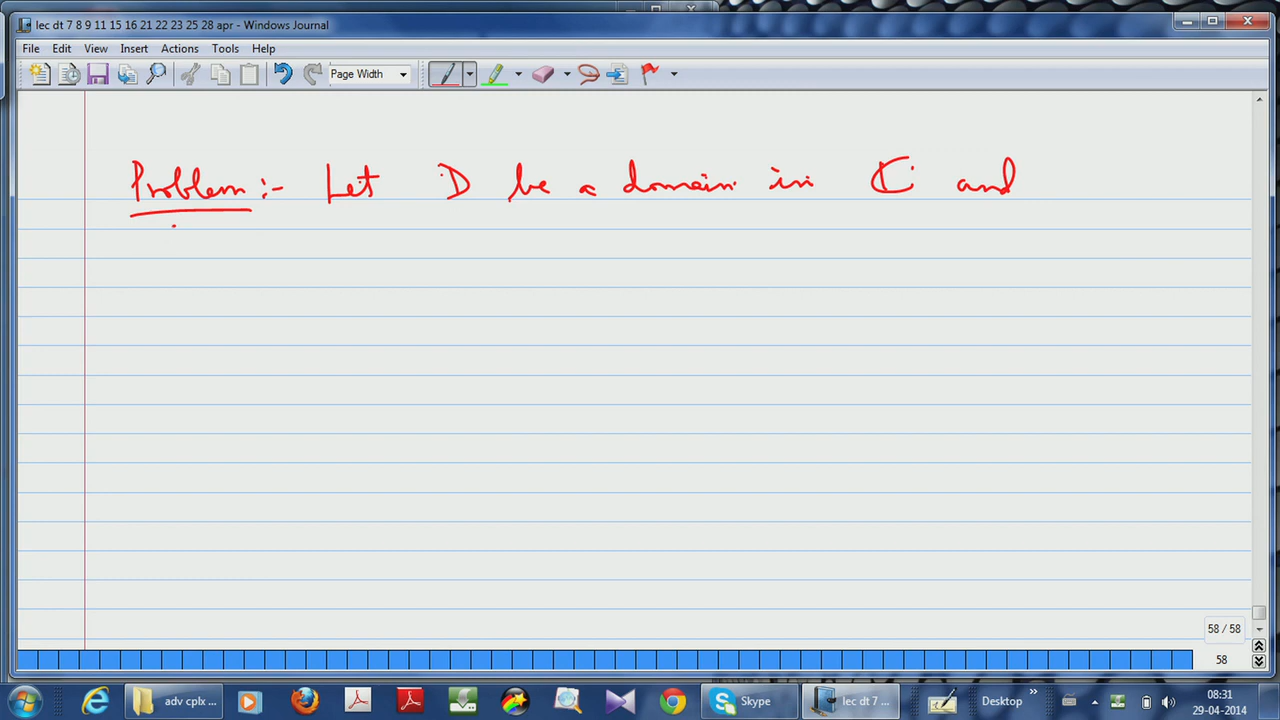 lec dt 7 8 9 11 15 16 21 22 23 25 28 apr - Windows Journal
File Edit View Insert Actions Tools Help
Page Width
Problem :- Let D be a domain in ℂ and
58 / 58
58
adv cplx ... Skype lec dt 7 ... Desktop 08:31
29-04-2014